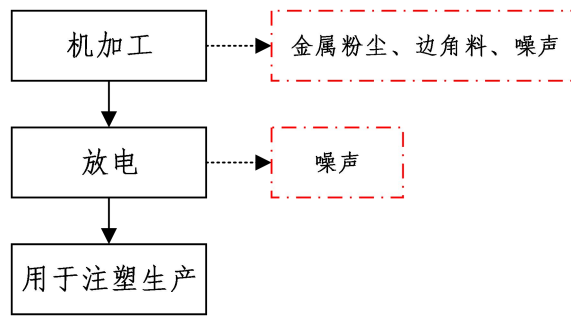 机加工
金属粉尘、边角料、噪声
放电
噪声
用于注塑生产